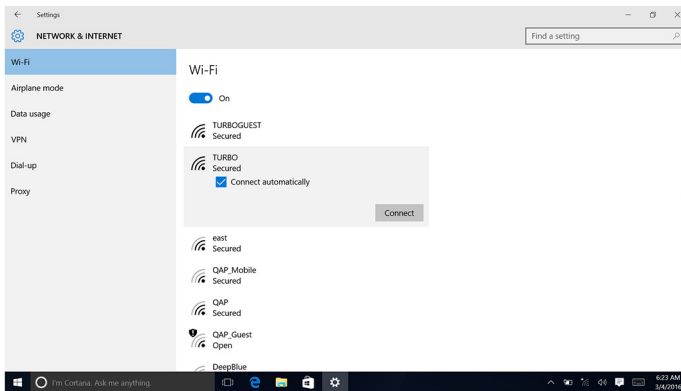 Settings
NETWORK & INTERNET
Find a setting
Wi-Fi
Airplane mode
Data usage
VPN
Dial-up
Proxy
Wi-Fi
On
TURBOGUEST
Secured
TURBO
Secured
Connect automatically
Connect
east
Secured
QAP_Mobile
Secured
QAP
Secured
QAP_Guest
Open
DeepBlue
I'm Cortana. Ask me anything.
6:23 AM
3/4/2016